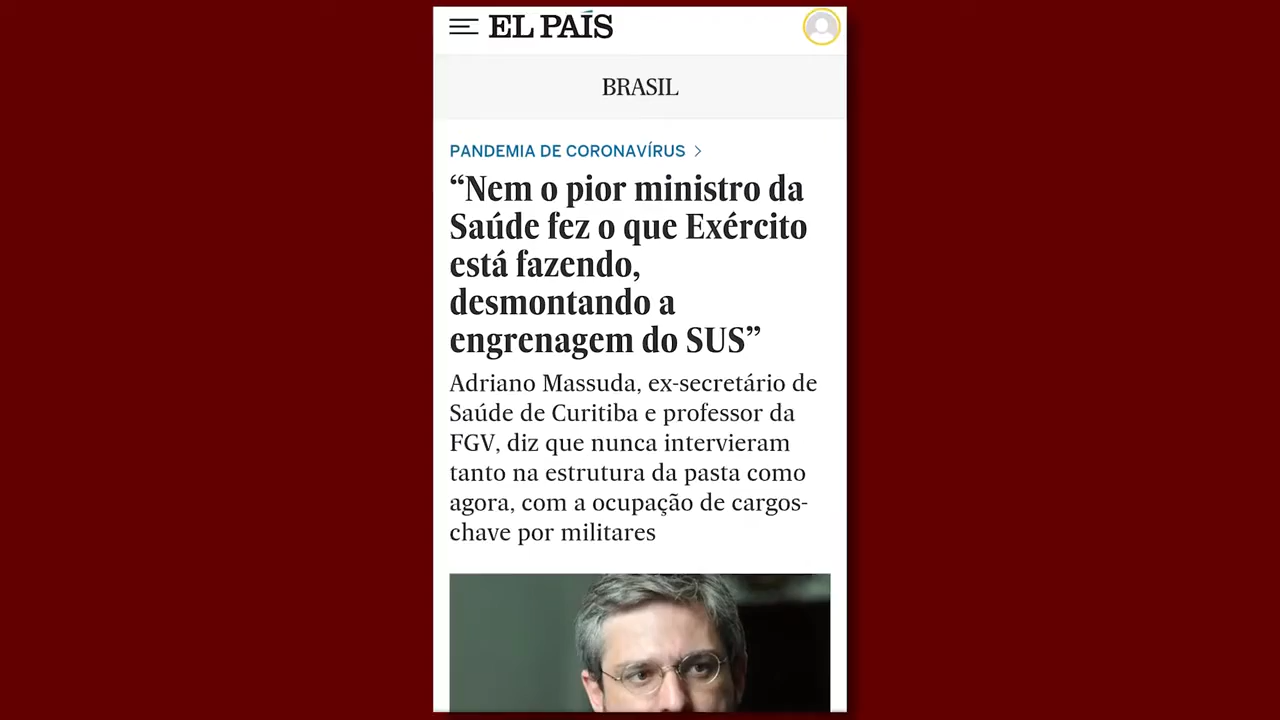 EL PAÍS
BRASIL
PANDEMIA DE CORONAVÍRUS >
“Nem o pior ministro da
Saúde fez o que Exército
está fazendo,
desmontando a
engrenagem do SUS”
Adriano Massuda, ex-secretário de
Saúde de Curitiba e professor da
FGV, diz que nunca intervieram
tanto na estrutura da pasta como
agora, com a ocupação de cargos-
chave por militares